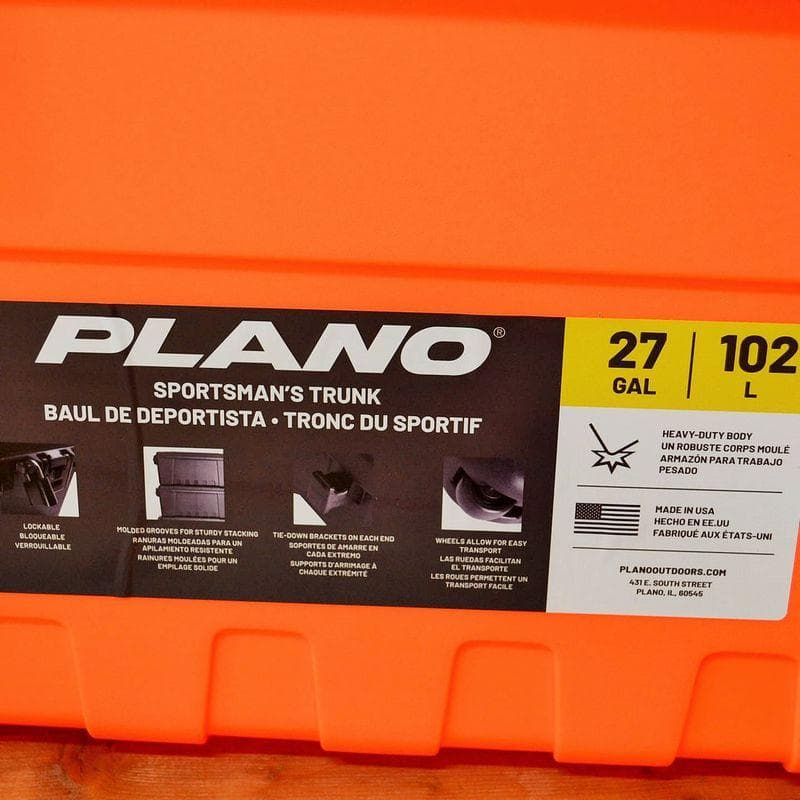 PLANO®
SPORTSMAN'S TRUNK
BAUL DE DEPORTISTA • TRONC DU SPORTIF
LOCKABLE
BLOQUEABLE
VERROUILLABLE
MOLDED GROOVES FOR STURDY STACKING
RANURAS MOLDEADAS PARA UN
APILAMIENTO RESISTENTE
RAINURES MOULÉES POUR UN
EMPILAGE SOLIDE
TIE-DOWN BRACKETS ON EACH END
SOPORTES DE AMARRE EN
CADA EXTREMO
SUPPORTS D'ARRIMAGE À
CHAQUE EXTRÉMITÉ
WHEELS ALLOW FOR EASY
TRANSPORT
LAS RUEDAS FACILITAN
EL TRANSPORTE
LES ROUES PERMETTENT UN
TRANSPORT FACILE
27
GAL
102
L
HEAVY-DUTY BODY
UN ROBUSTE CORPS MOULÉ
ARMAZÓN PARA TRABAJO
PESADO
MADE IN USA
HECHO EN EE.UU
FABRIQUÉ AUX ÉTATS-UNI
PLANOOUTDOORS.COM
431 E. SOUTH STREET
PLANO, IL, 60545